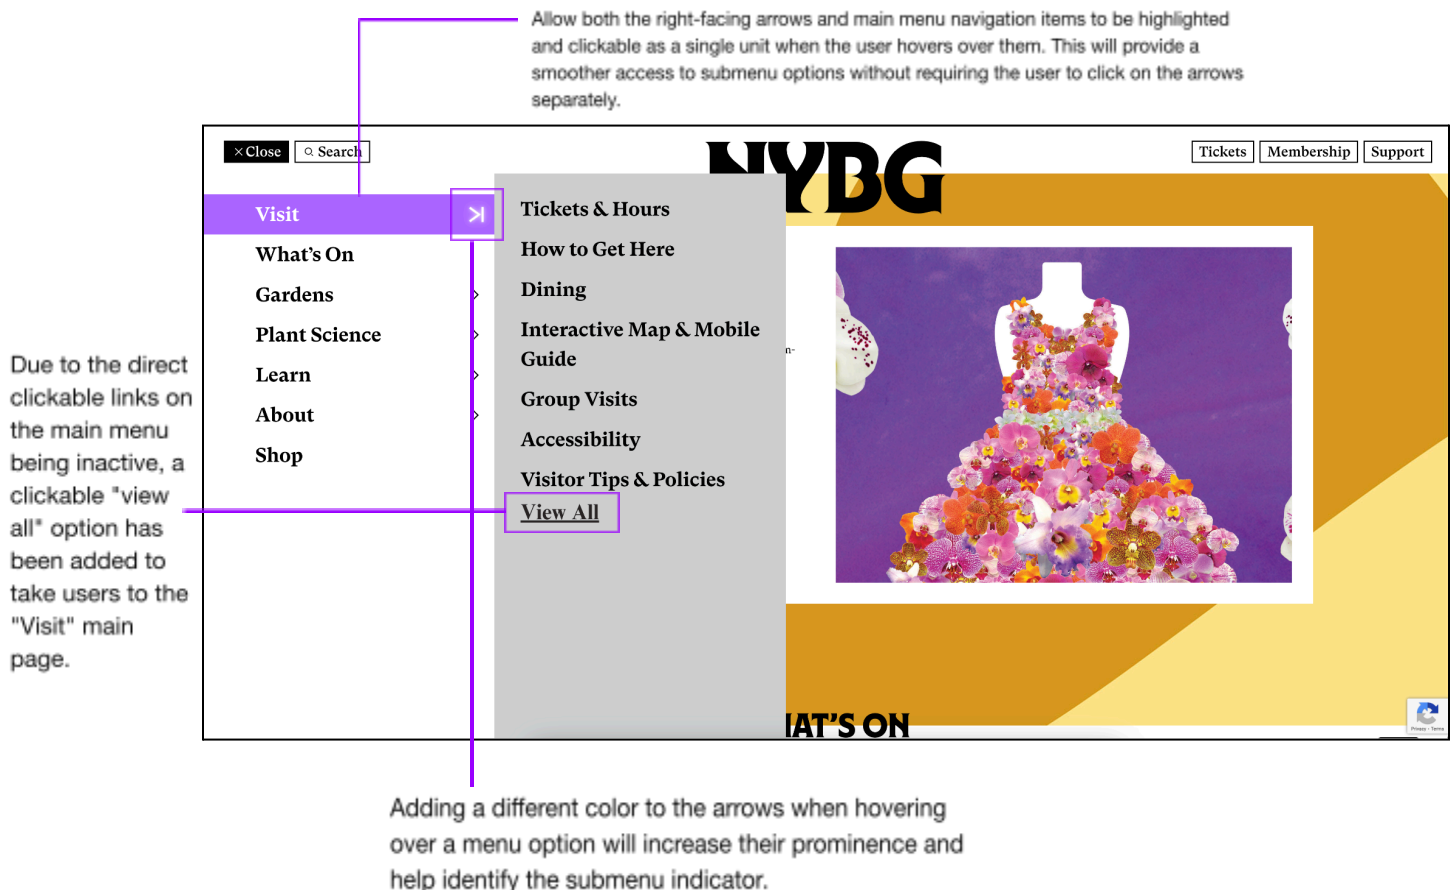 Allow both the right-facing arrows and main menu navigation items to be highlighted
and clickable as a single unit when the user hovers over them. This will provide a
smoother access to submenu options without requiring the user to click on the arrows
separately.
× Close
Search
NYBG
Tickets
Membership
Support
Visit
What's On
Gardens
Plant Science
Learn
About
Shop
Tickets & Hours
How to Get Here
Dining
Interactive Map & Mobile
Guide
Group Visits
Accessibility
Visitor Tips & Policies
View All
n-
IAT'S ON
Privacy - Terms
Due to the direct
clickable links on
the main menu
being inactive, a
clickable "view
all" option has
been added to
take users to the
"Visit" main
page.
Adding a different color to the arrows when hovering
over a menu option will increase their prominence and
help identify the submenu indicator.